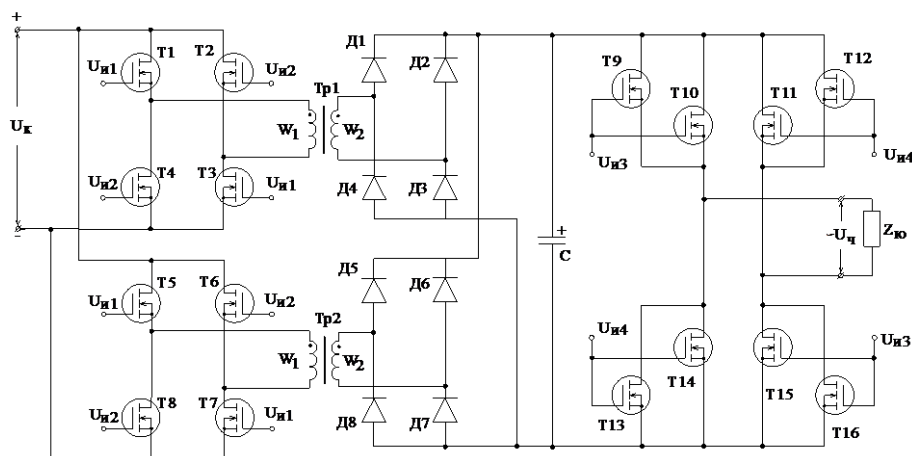 +
T1
T2
Д1
Д2
T9
T12
Uи1
Uи2
Тр1
T10
T11
Uк
W1
W2
Uи3
Uи4
T4
T3
Д4
Д3
Uи2
Uи1
~Uч
Zю
-
+
C
T5
T6
Д5
Д6
Uи1
Uи2
Тр2
Uи4
Uи3
W1
W2
T14
T15
T8
T7
Д8
Д7
Uи2
Uи1
T13
T16